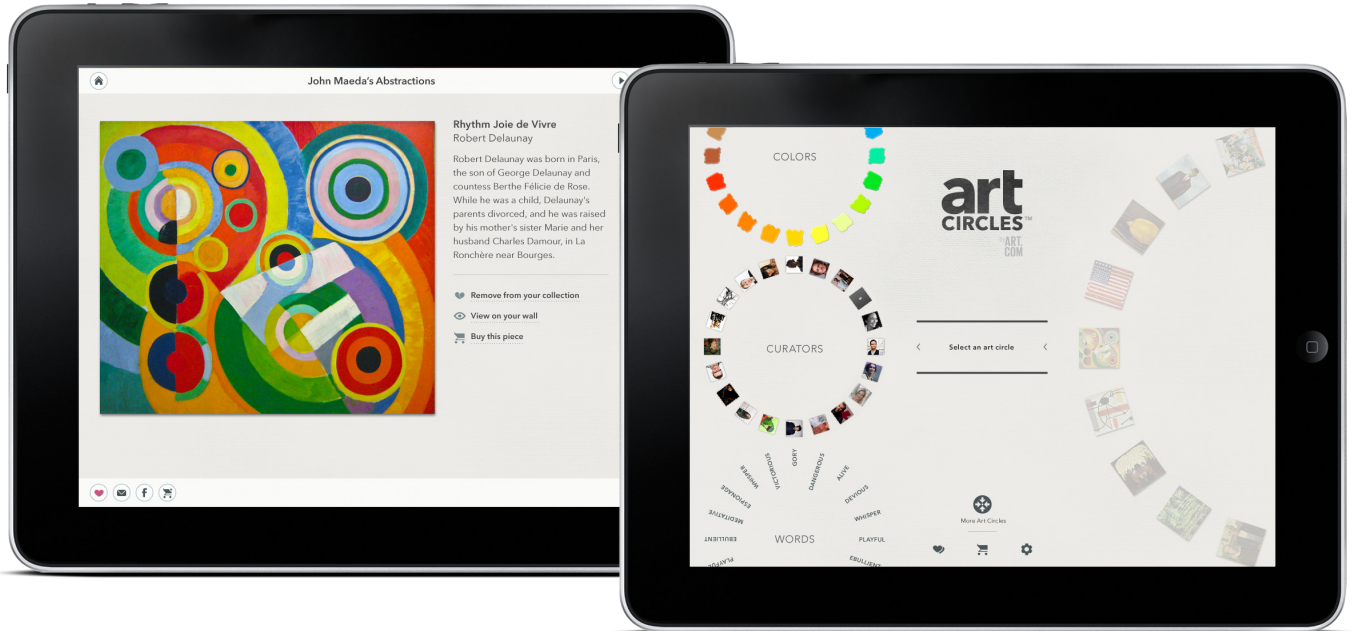 John Maeda's Abstractions
Rhythm Joie de Vivre
Robert Delaunay
Robert Delaunay was born in Paris,
the son of George Delaunay and
countess Berthe Félicie de Rose.
While he was a child, Delaunay's
parents divorced, and he was raised
by his mother's sister Marie and her
husband Charles Damour, in La
Ronchère near Bourges.
Remove from your collection
View on your wall
Buy this piece
f
COLORS
art
CIRCLES™
BY ART.
COM
CURATORS
< Select an art circle <
WHISPER
VICTORIOUS
GORY
DANGEROUS
ALIVE
ESPIONAGE
DEVIOUS
MEDITATIVE
WHISPER
EBULLIENT
WORDS
PLAYFUL
PLAYFUL
EBULLIENT
More Art Circles